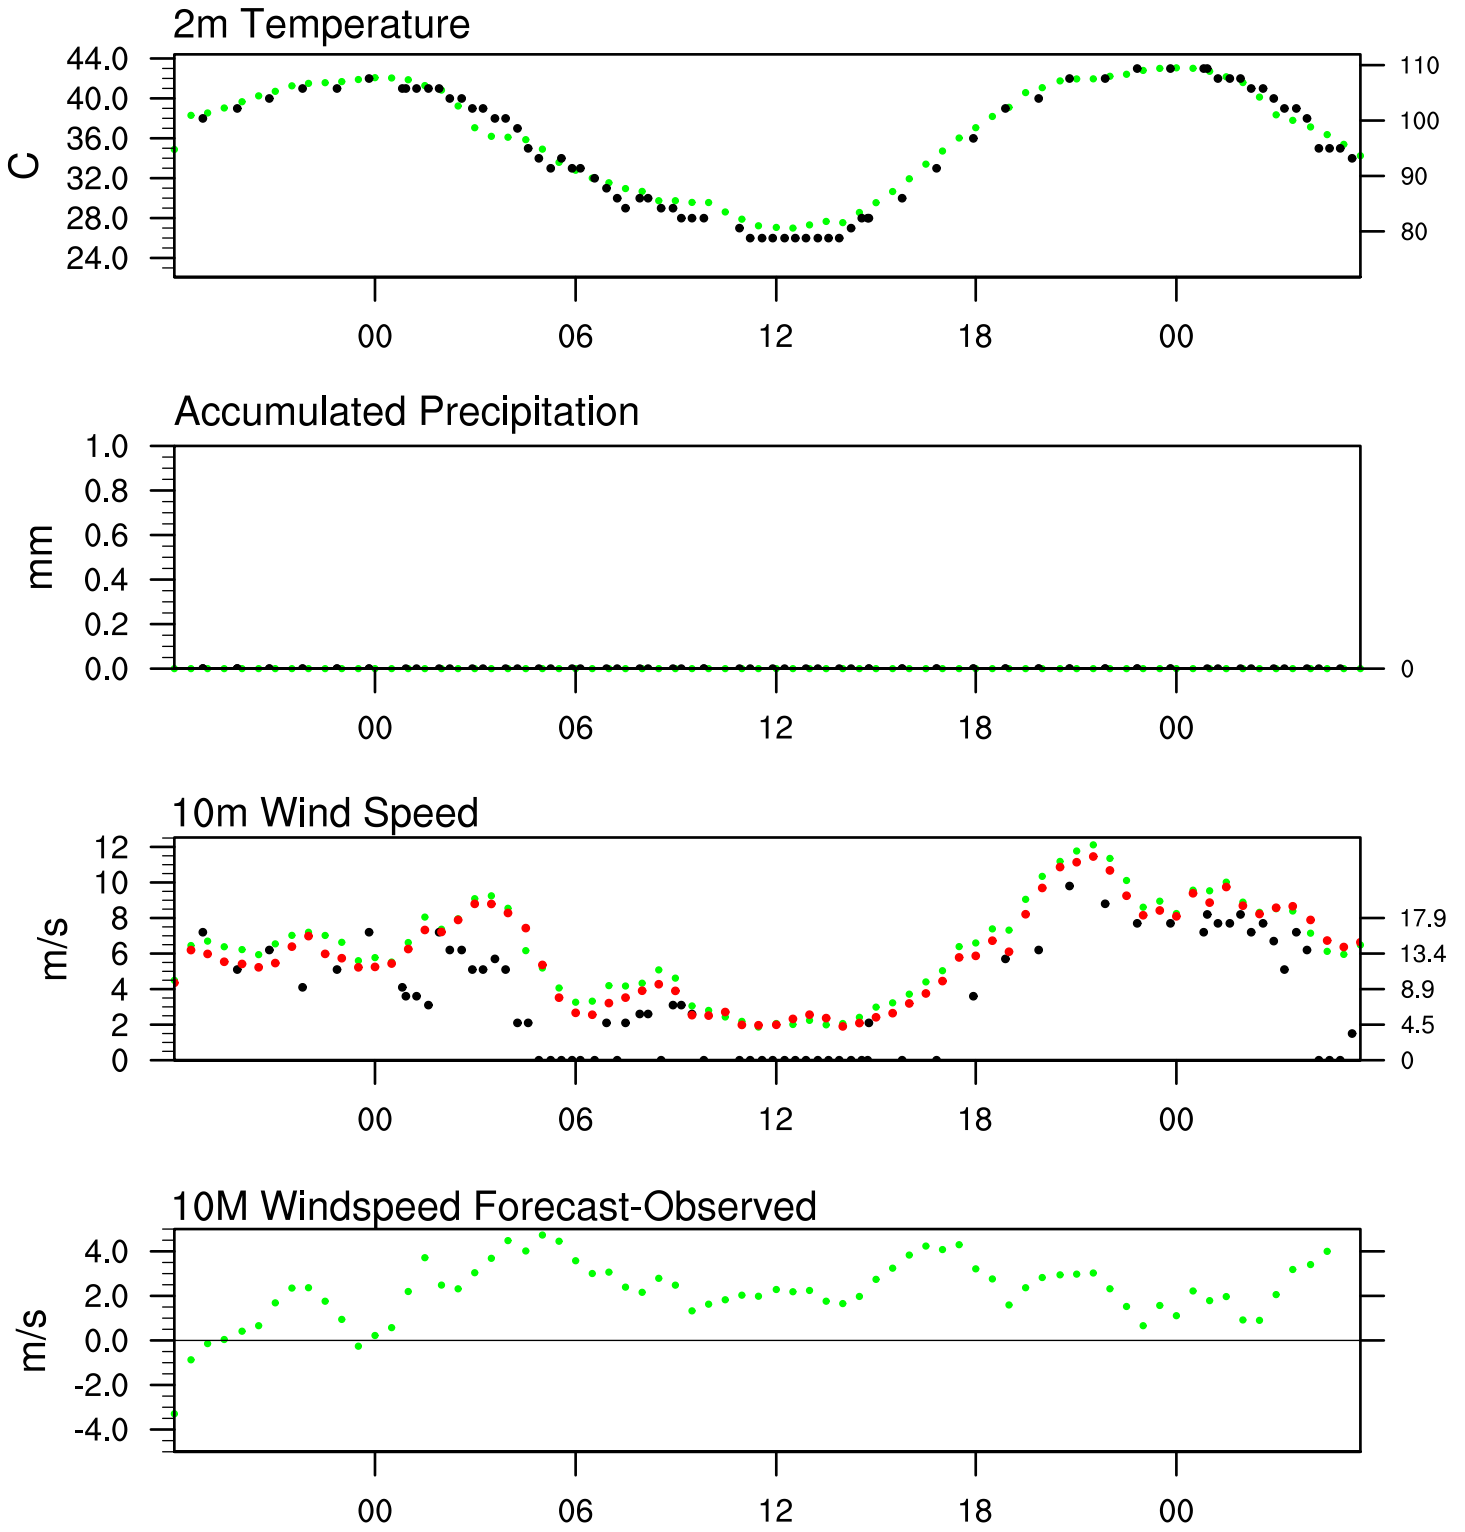 2m Temperature
44.0
40.0
36.0
32.0
28.0
24.0
C
110
100
90
80
00 06 12 18 00
Accumulated Precipitation
1.0
0.8
0.6
0.4
0.2
0.0
mm
0
00 06 12 18 00
10m Wind Speed
12
10
8
6
4
2
0
m/s
17.9
13.4
8.9
4.5
0
00 06 12 18 00
10M Windspeed Forecast-Observed
4.0
2.0
0.0
-2.0
-4.0
m/s
00 06 12 18 00